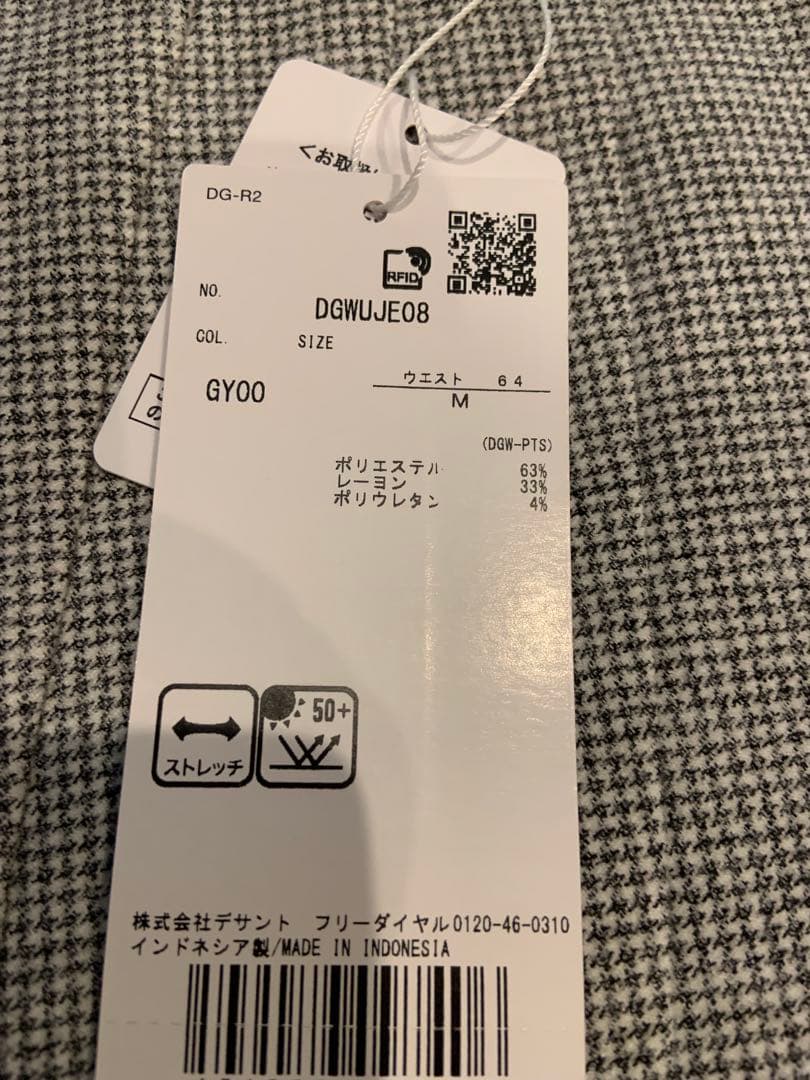 <お取扱
DG-R2
RFID
NO.
DGWUJE08
COL.
SIZE
GY00
ウエスト 64
M
(DGW-PTS)
ポリエステル 63%
レーヨン 33%
ポリウレタン 4%
50+
ストレッチ
株式会社デサント フリーダイヤル0120-46-0310
インドネシア製/MADE IN INDONESIA